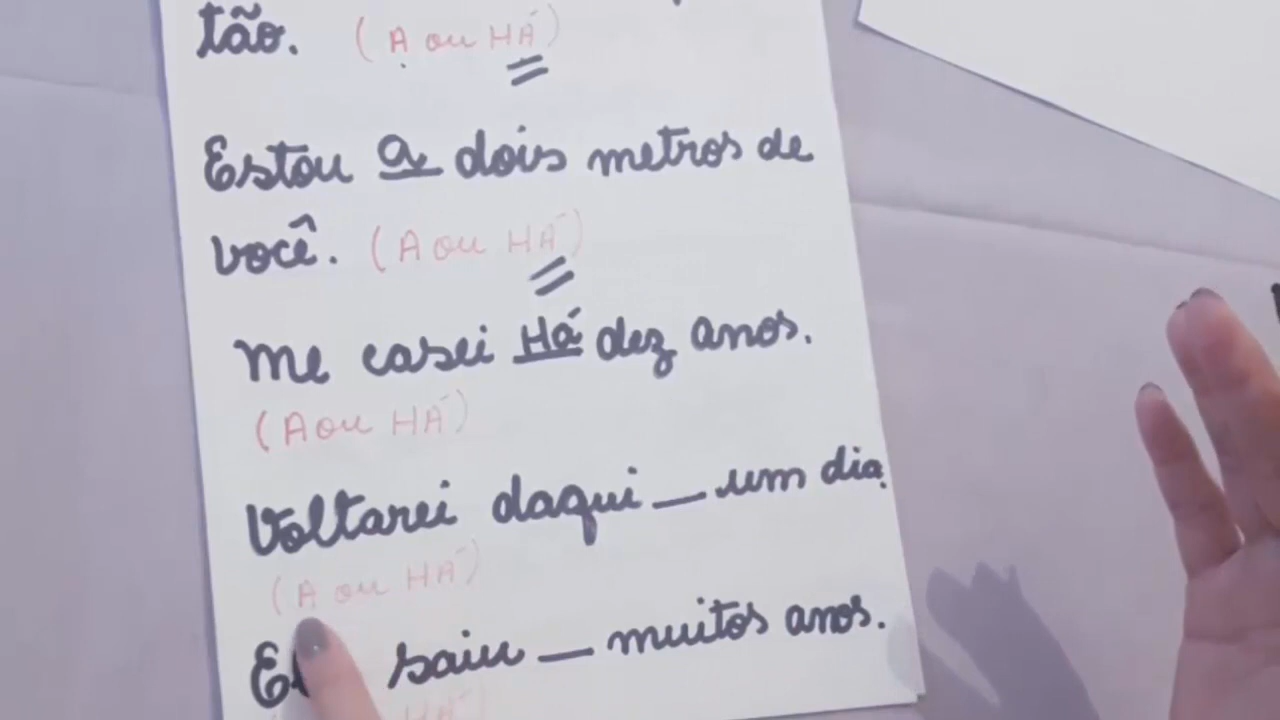 tão. (A ou HÁ)
Estou a dois metros de
você. (A ou HÁ)
Me casei Há dez anos.
(A ou HÁ)
Voltarei daqui _ um dia.
(A ou HÁ)
saiu _ muitos anos.
HÁ